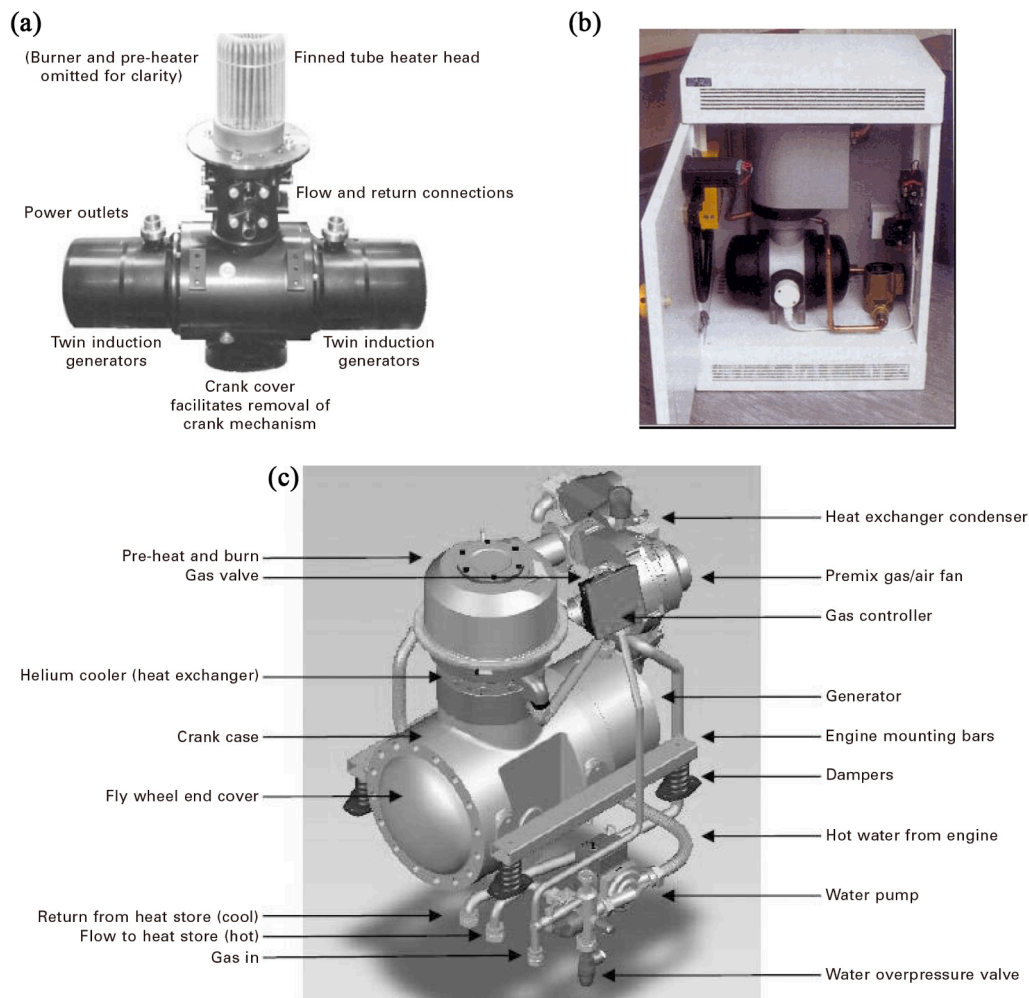 (a)
(Burner and pre-heater
omitted for clarity)
Finned tube heater head
Flow and return connections
Power outlets
Twin induction
generators
Twin induction
generators
Crank cover
facilitates removal of
crank mechanism
(b)
(c)
Heat exchanger condenser
Pre-heat and burn
Gas valve
Premix gas/air fan
Gas controller
Helium cooler (heat exchanger)
Generator
Crank case
Engine mounting bars
Dampers
Fly wheel end cover
Hot water from engine
Water pump
Return from heat store (cool)
Flow to heat store (hot)
Gas in
Water overpressure valve